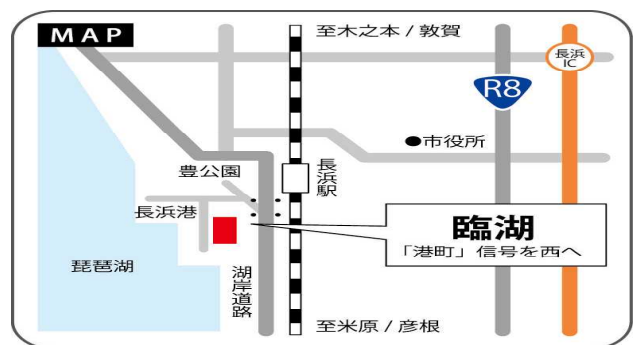 MAP
至木之本 / 敦賀
長浜
IC
R8
●市役所
豊公園
長浜駅
長浜港
臨湖
「港町」信号を西へ
琵琶湖
湖岸道路
至米原 / 彦根